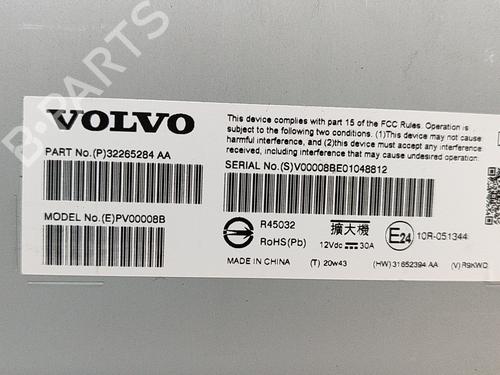 B-PARTS
VOLVO
This device complies with part 15 of the FCC Rules. Operation is
subject to the following two conditions. (1)This device may not cause
harmful interference, and (2)this device must accept any interference
received, including interference that may cause undesired operation:
PART No.(P)32265284 AA
SERIAL No.(S)V00008BE01048812
MODEL No.(E)PV00008B
R45032
RoHS(Pb)
擴大機
12Vdc 30A
E24
10R-051344
MADE IN CHINA
(T) 20w43
(HW)31652394 AA
(V) R9KWD